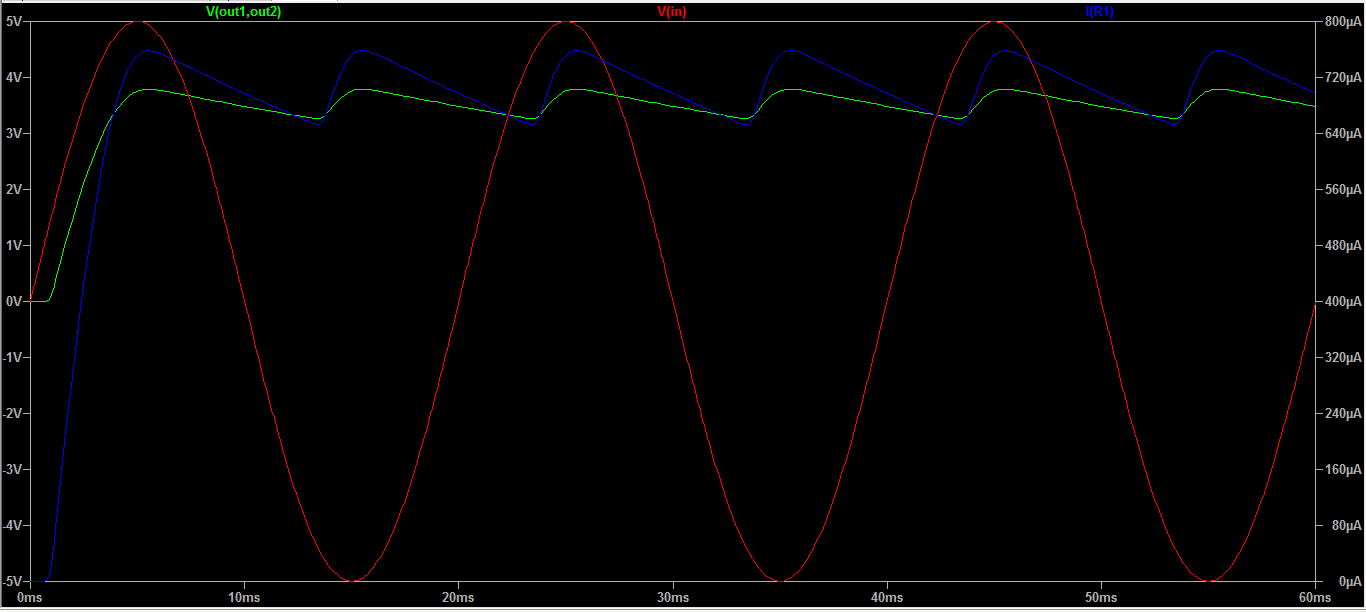 V(out1,out2) V(in) I(R1)
5V 800µA
4V 720µA
3V 640µA
2V 560µA
1V 480µA
0V 400µA
-1V 320µA
-2V 240µA
-3V 160µA
-4V 80µA
-5V 0µA
0ms 10ms 20ms 30ms 40ms 50ms 60ms